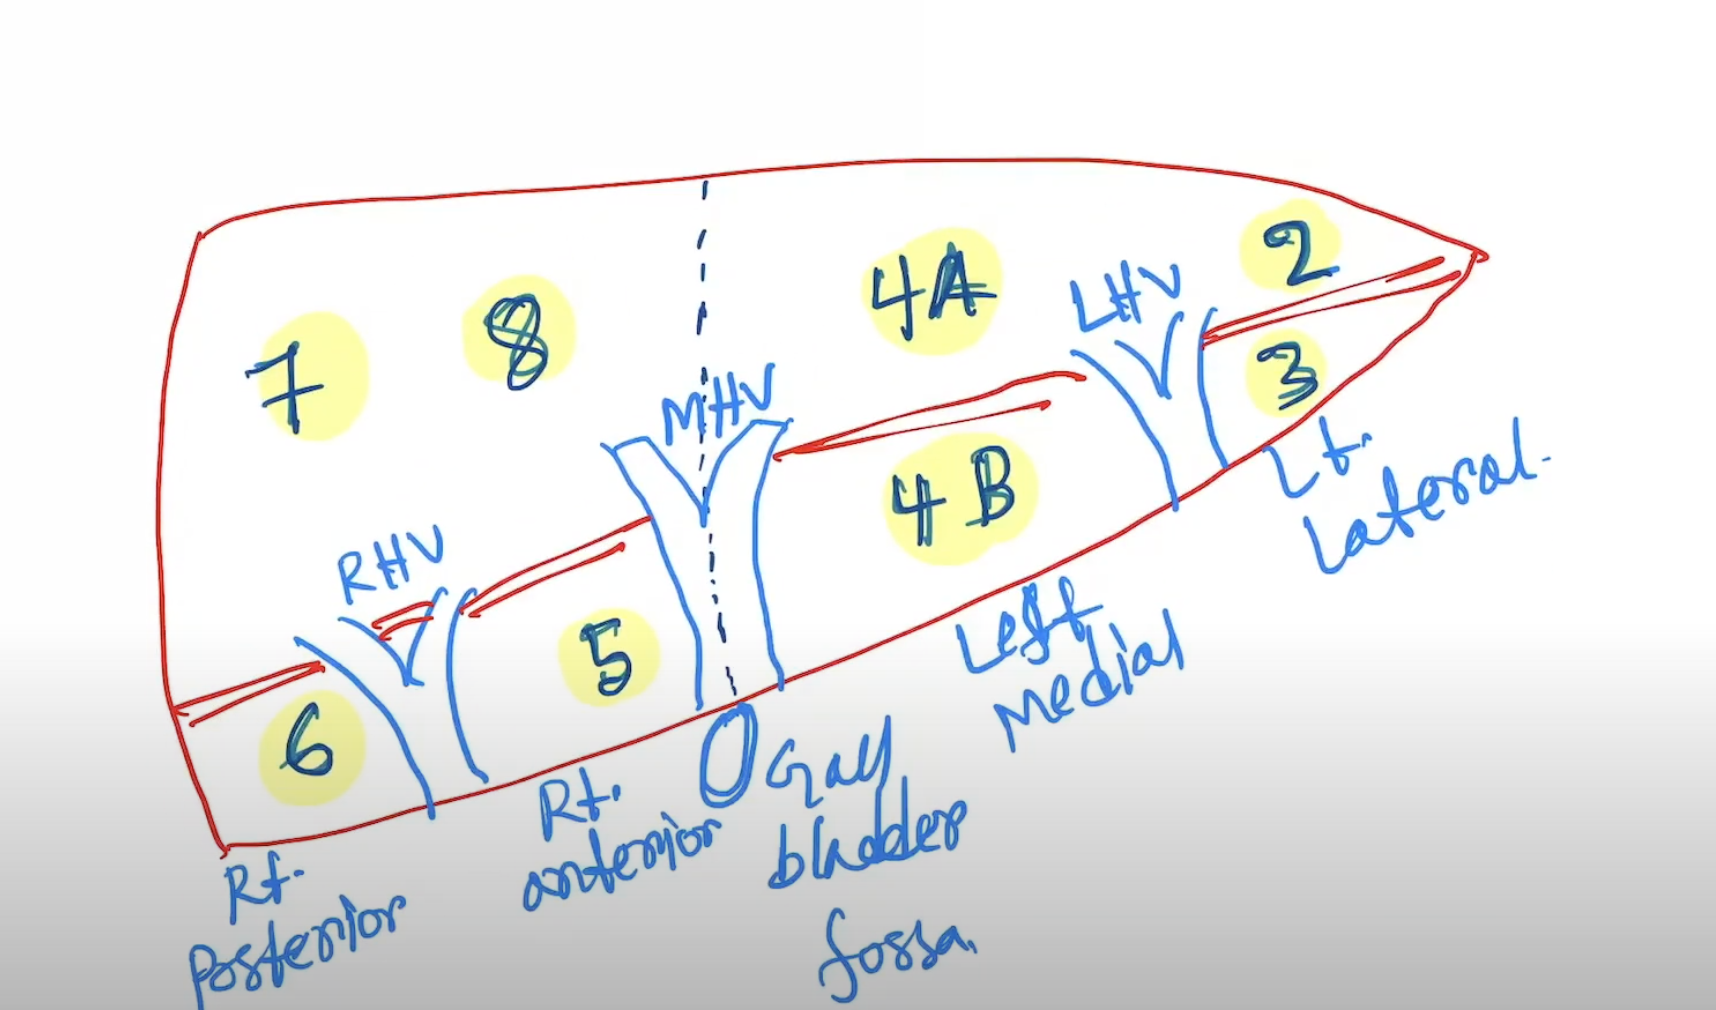 2
4A
LHV
7
8
3
MHV
4B
RHV
5
6
Lt.
Lateral.
Left
Medial
Gall
bladder
fossa.
Rt.
anterior
Rt.
Posterior